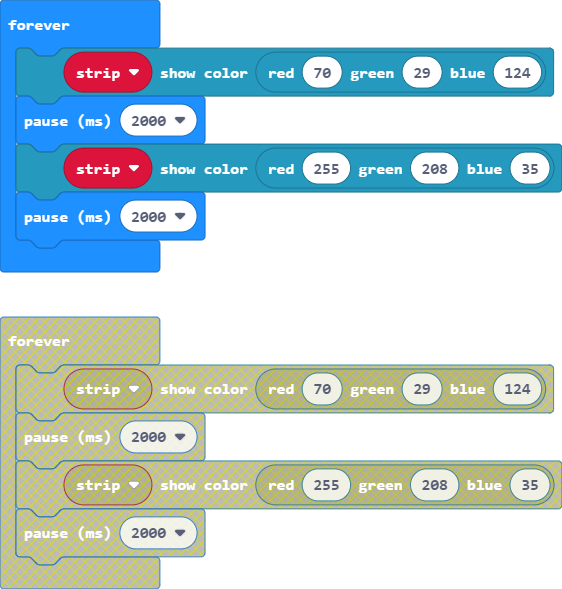 forever
strip show color red 70 green 29 blue 124
pause (ms) 2000
strip show color red 255 green 208 blue 35
pause (ms) 2000
forever
strip show color red 70 green 29 blue 124
pause (ms) 2000
strip show color red 255 green 208 blue 35
pause (ms) 2000